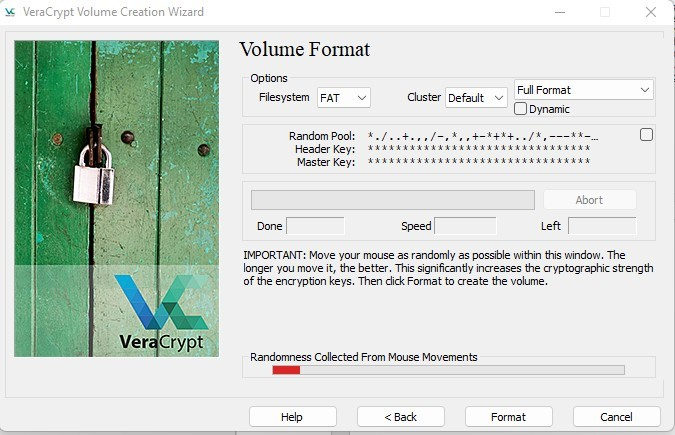 VeraCrypt Volume Creation Wizard
Volume Format
Options
Filesystem FAT Cluster Default Full Format
Dynamic
Random Pool: *./..+.,,/-,*,,+-*+*+../*,---**-...
Header Key: ********************************
Master Key: ********************************
Abort
Done Speed Left
IMPORTANT: Move your mouse as randomly as possible within this window. The
longer you move it, the better. This significantly increases the cryptographic strength
of the encryption keys. Then click Format to create the volume.
VeraCrypt
Randomness Collected From Mouse Movements
Help < Back Format Cancel